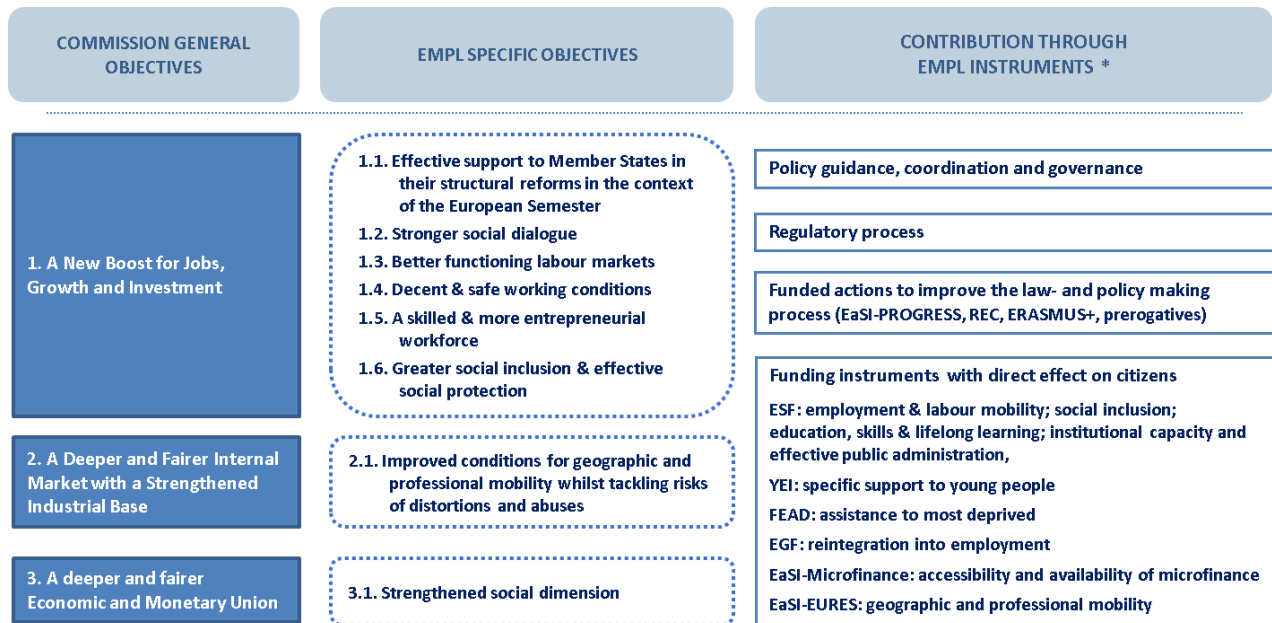 COMMISSION GENERAL
OBJECTIVES
EMPL SPECIFIC OBJECTIVES
CONTRIBUTION THROUGH
EMPL INSTRUMENTS *
1. A New Boost for Jobs,
Growth and Investment
1.1. Effective support to Member States in
their structural reforms in the context
of the European Semester
1.2. Stronger social dialogue
1.3. Better functioning labour markets
1.4. Decent & safe working conditions
1.5. A skilled & more entrepreneurial
workforce
1.6. Greater social inclusion & effective
social protection
2. A Deeper and Fairer Internal
Market with a Strengthened
Industrial Base
2.1. Improved conditions for geographic and
professional mobility whilst tackling risks
of distortions and abuses
3. A deeper and fairer
Economic and Monetary Union
3.1. Strengthened social dimension
Policy guidance, coordination and governance
Regulatory process
Funded actions to improve the law- and policy making
process (EaSI-PROGRESS, REC, ERASMUS+, prerogatives)
Funding instruments with direct effect on citizens
ESF: employment & labour mobility; social inclusion;
education, skills & lifelong learning; institutional capacity and
effective public administration,
YEI: specific support to young people
FEAD: assistance to most deprived
EGF: reintegration into employment
EaSI-Microfinance: accessibility and availability of microfinance
EaSI-EURES: geographic and professional mobility